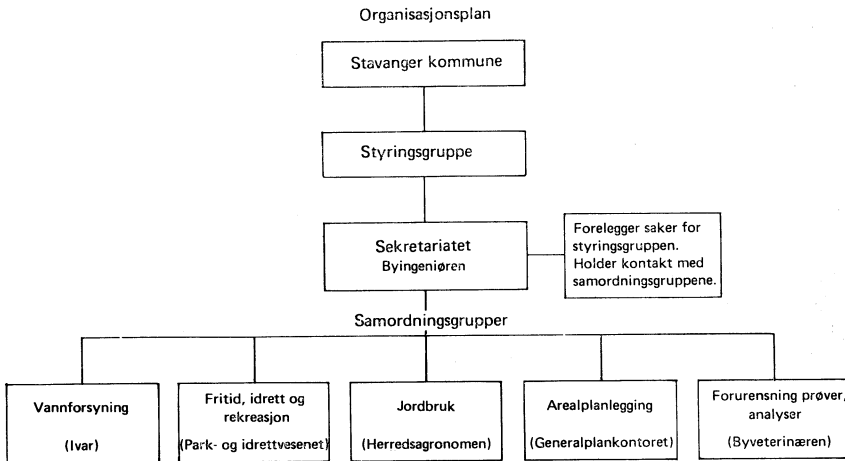 Organisasjonsplan
Stavanger kommune
Styringsgruppe
Sekretariatet
Byingeniøren
Forelegger saker for
styringsgruppen.
Holder kontakt med
samordningsgruppene.
Samordningsgrupper
Vannforsyning
(Ivar)
Fritid, idrett og
rekreasjon
(Park- og idrettvesenet)
Jordbruk
(Herredsagronomen)
Arealplanlegging
(Generalplankontoret)
Forurensning prøver,
analyser
(Byveterinæren)